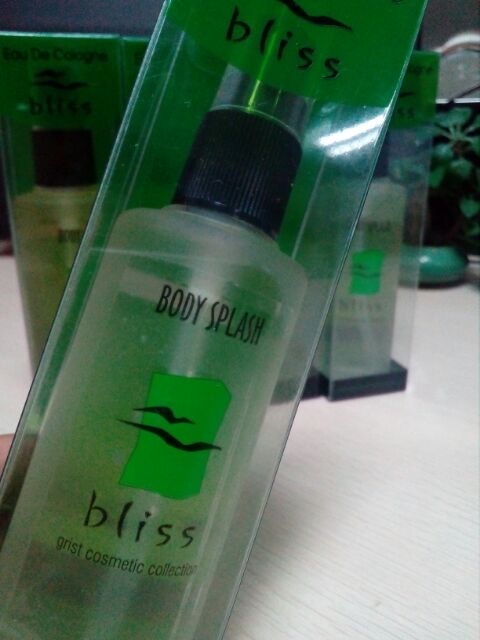 bliss
BODY SPLASH
bliss
grist cosmetic collection
Eau De Cologne
bliss
bliss